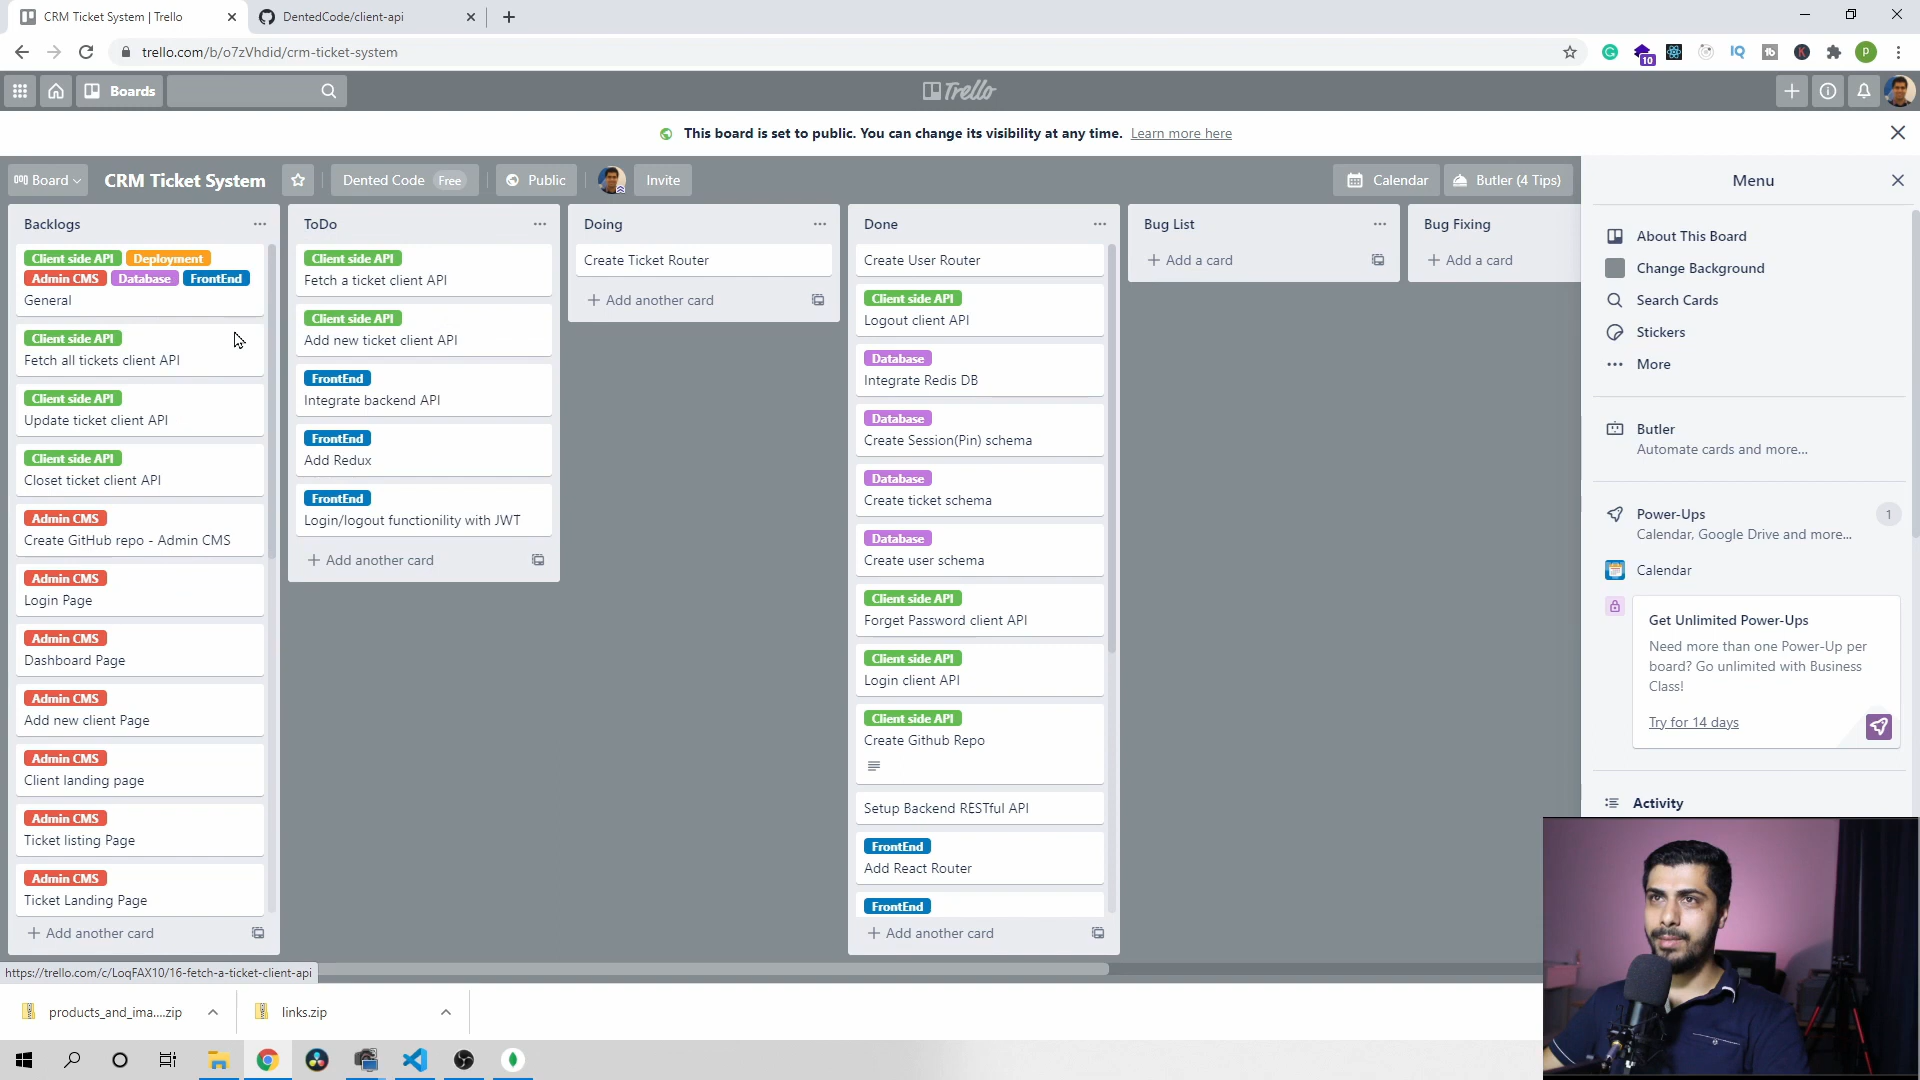 CRM Ticket System | Trello
DentedCode/client-api
trello.com/b/o7zVhdid/crm-ticket-system
10
P
Boards
Trello
This board is set to public. You can change its visibility at any time. Learn more here
Board
CRM Ticket System
Dented Code Free
Public
Invite
Calendar
Butler (4 Tips)
Backlogs
Client side API Deployment
Admin CMS Database FrontEnd
General
Client side API
Fetch all tickets client API
Client side API
Update ticket client API
Client side API
Closet ticket client API
Admin CMS
Create GitHub repo - Admin CMS
Admin CMS
Login Page
Admin CMS
Dashboard Page
Admin CMS
Add new client Page
Admin CMS
Client landing page
Admin CMS
Ticket listing Page
Admin CMS
Ticket Landing Page
+ Add another card
ToDo
Client side API
Fetch a ticket client API
Client side API
Add new ticket client API
FrontEnd
Integrate backend API
FrontEnd
Add Redux
FrontEnd
Login/logout functionility with JWT
+ Add another card
Doing
Create Ticket Router
+ Add another card
Done
Create User Router
Client side API
Logout client API
Database
Integrate Redis DB
Database
Create Session(Pin) schema
Database
Create ticket schema
Database
Create user schema
Client side API
Forget Password client API
Client side API
Login client API
Client side API
Create Github Repo
Setup Backend RESTful API
FrontEnd
Add React Router
FrontEnd
+ Add another card
Bug List
+ Add a card
Bug Fixing
+ Add a card
Menu
About This Board
Change Background
Search Cards
Stickers
More
Butler
Automate cards and more...
Power-Ups 1
Calendar, Google Drive and more...
Calendar
Get Unlimited Power-Ups
Need more than one Power-Up per
board? Go unlimited with Business
Class!
Try for 14 days
Activity
https://trello.com/c/LoqFAX10/16-fetch-a-ticket-client-api
products_and_ima....zip
links.zip